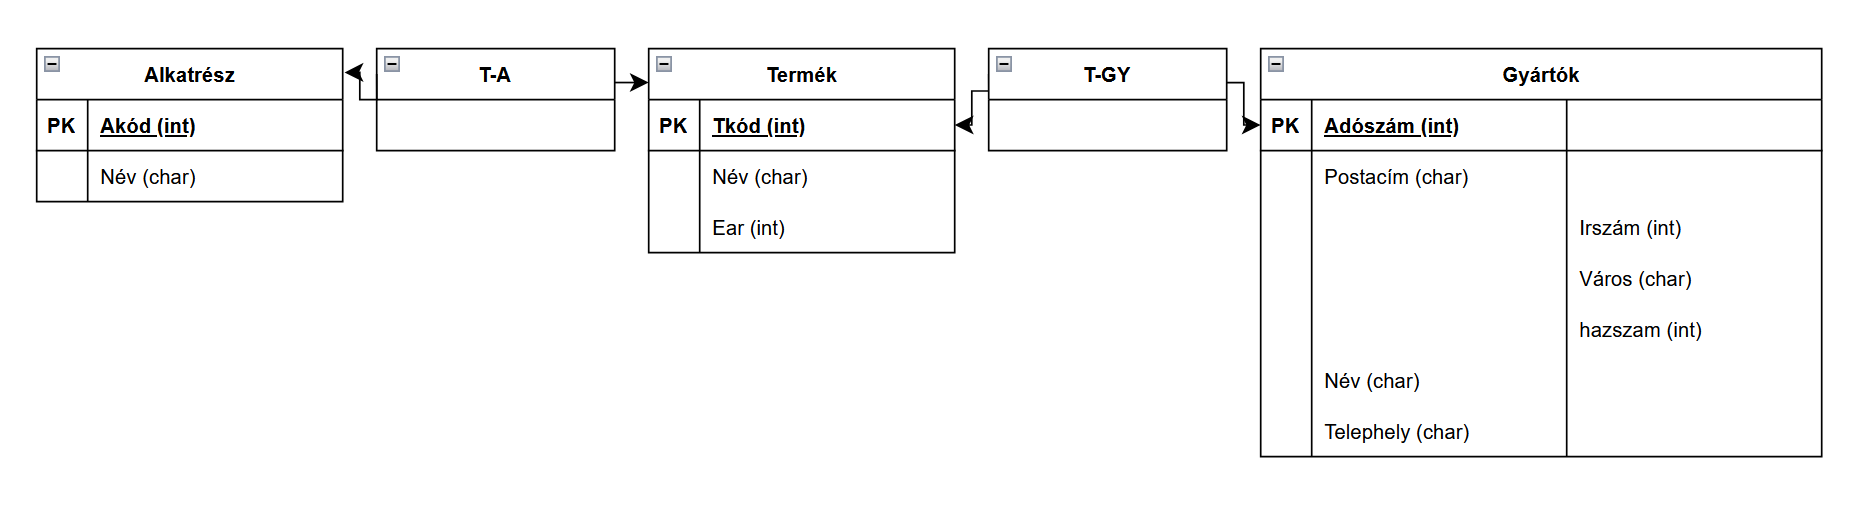 Alkatrész
PK Akód (int)
Név (char)
T-A
Termék
PK Tkód (int)
Név (char)
Ear (int)
T-GY
Gyártók
PK Adószám (int)
Postacím (char)
Irszám (int)
Város (char)
hazszam (int)
Név (char)
Telephely (char)